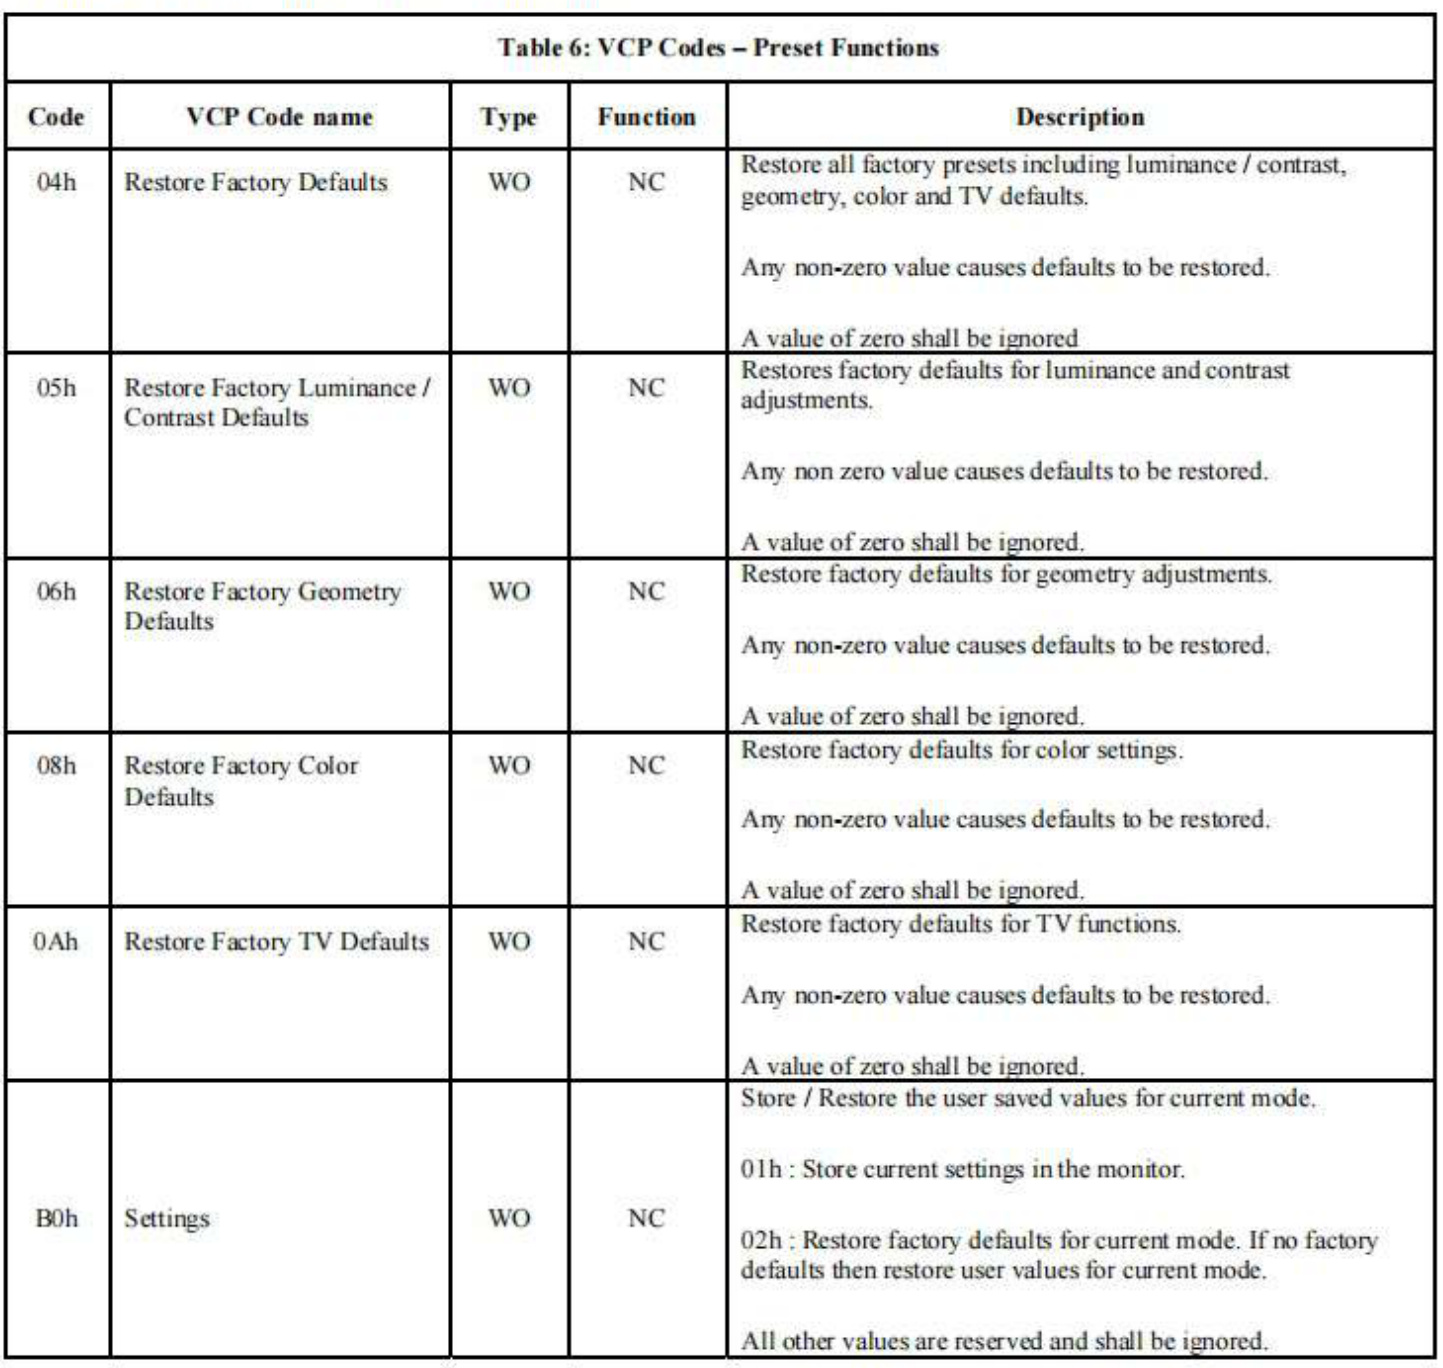 Table 6: VCP Codes – Preset Functions
Code VCP Code name Type Function Description
04h Restore Factory Defaults WO NC Restore all factory presets including luminance / contrast,
geometry, color and TV defaults.
Any non-zero value causes defaults to be restored.
A value of zero shall be ignored
05h Restore Factory Luminance / WO NC Restores factory defaults for luminance and contrast
Contrast Defaults adjustments.
Any non zero value causes defaults to be restored.
A value of zero shall be ignored.
06h Restore Factory Geometry WO NC Restore factory defaults for geometry adjustments.
Defaults
Any non-zero value causes defaults to be restored.
A value of zero shall be ignored.
08h Restore Factory Color WO NC Restore factory defaults for color settings.
Defaults
Any non-zero value causes defaults to be restored.
A value of zero shall be ignored.
0Ah Restore Factory TV Defaults WO NC Restore factory defaults for TV functions.
Any non-zero value causes defaults to be restored.
A value of zero shall be ignored.
B0h Settings WO NC Store / Restore the user saved values for current mode.
01h : Store current settings in the monitor.
02h : Restore factory defaults for current mode. If no factory
defaults then restore user values for current mode.
All other values are reserved and shall be ignored.